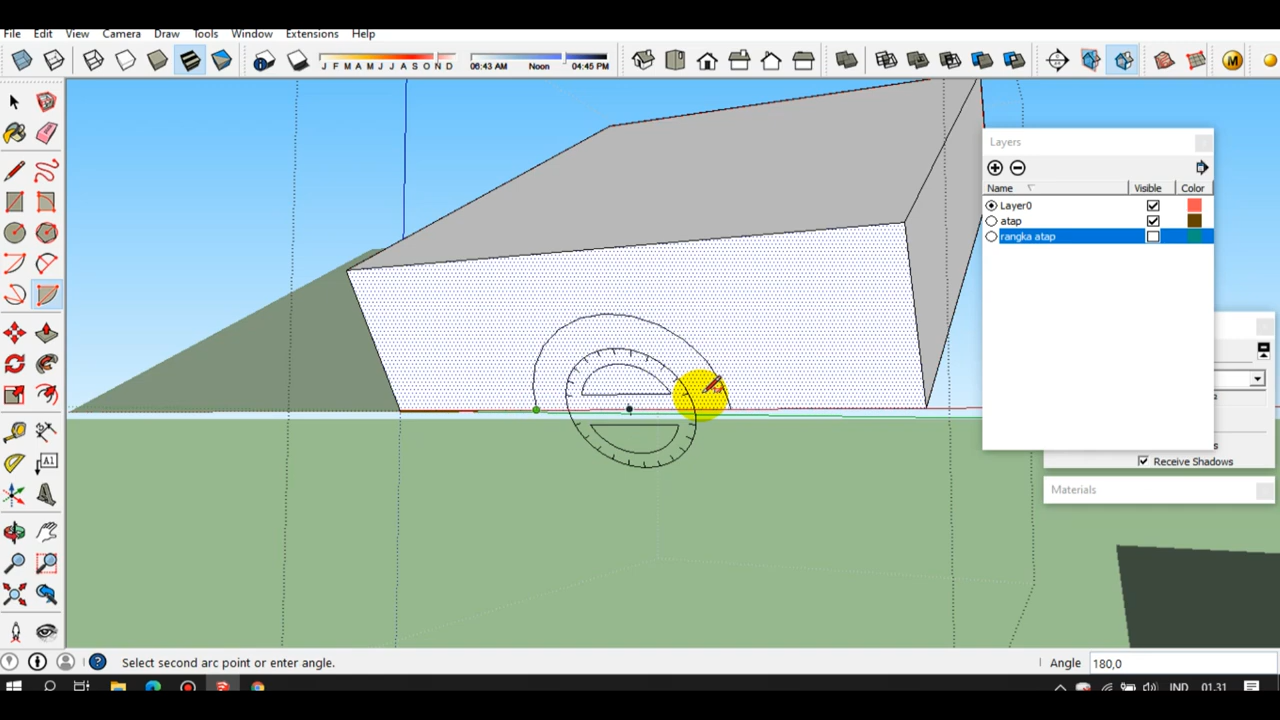 File Edit View Camera Draw Tools Window Extensions Help
J F M A M J J A S O N D
06:43 AM Noon 04:45 PM
M
Layers
Name Visible Color
Layer0
atap
rangka atap
A1
Receive Shadows
Materials
Select second arc point or enter angle.
Angle 180,0
IND 01.31